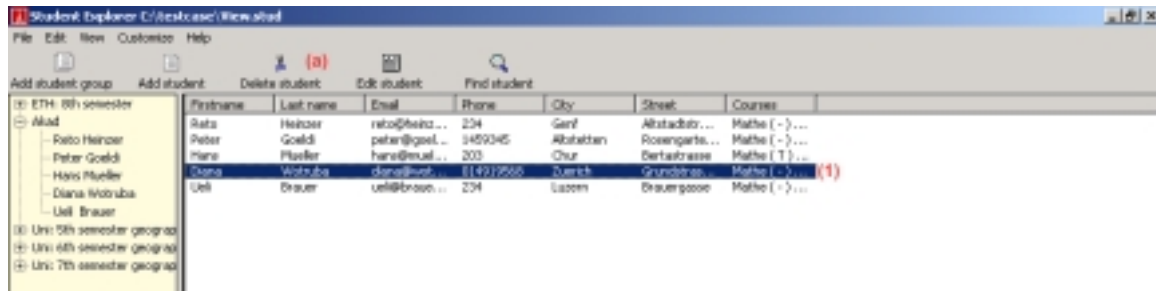 Student Explorer C:\testcase\View.stud
File Edit View Customize Help
(a)
Add student group Add student Delete student Edit student Find student
ETH: 8th semester
Akad
Reto Heinzer
Peter Goeldi
Hans Mueller
Diana Wotruba
Ueli Brauer
Uni: 5th semester geograp
Uni: 6th semester geograp
Uni: 7th semester geograp
Firstname Last name Email Phone City Street Courses
Reto Heinzer reto@heinz... 234 Genf Altstadtstr... Mathe ( - )...
Peter Goeldi peter@goel... 1459345 Altstetten Rosengarte... Mathe ( - )...
Hans Mueller hans@muel... 203 Chur Bertastrasse Mathe ( T )...
Diana Wotruba diana@wot... 014919568 Zuerich Grundstras... Mathe ( - )... (1)
Ueli Brauer ueli@braue... 234 Luzern Brauergasse Mathe ( - )...